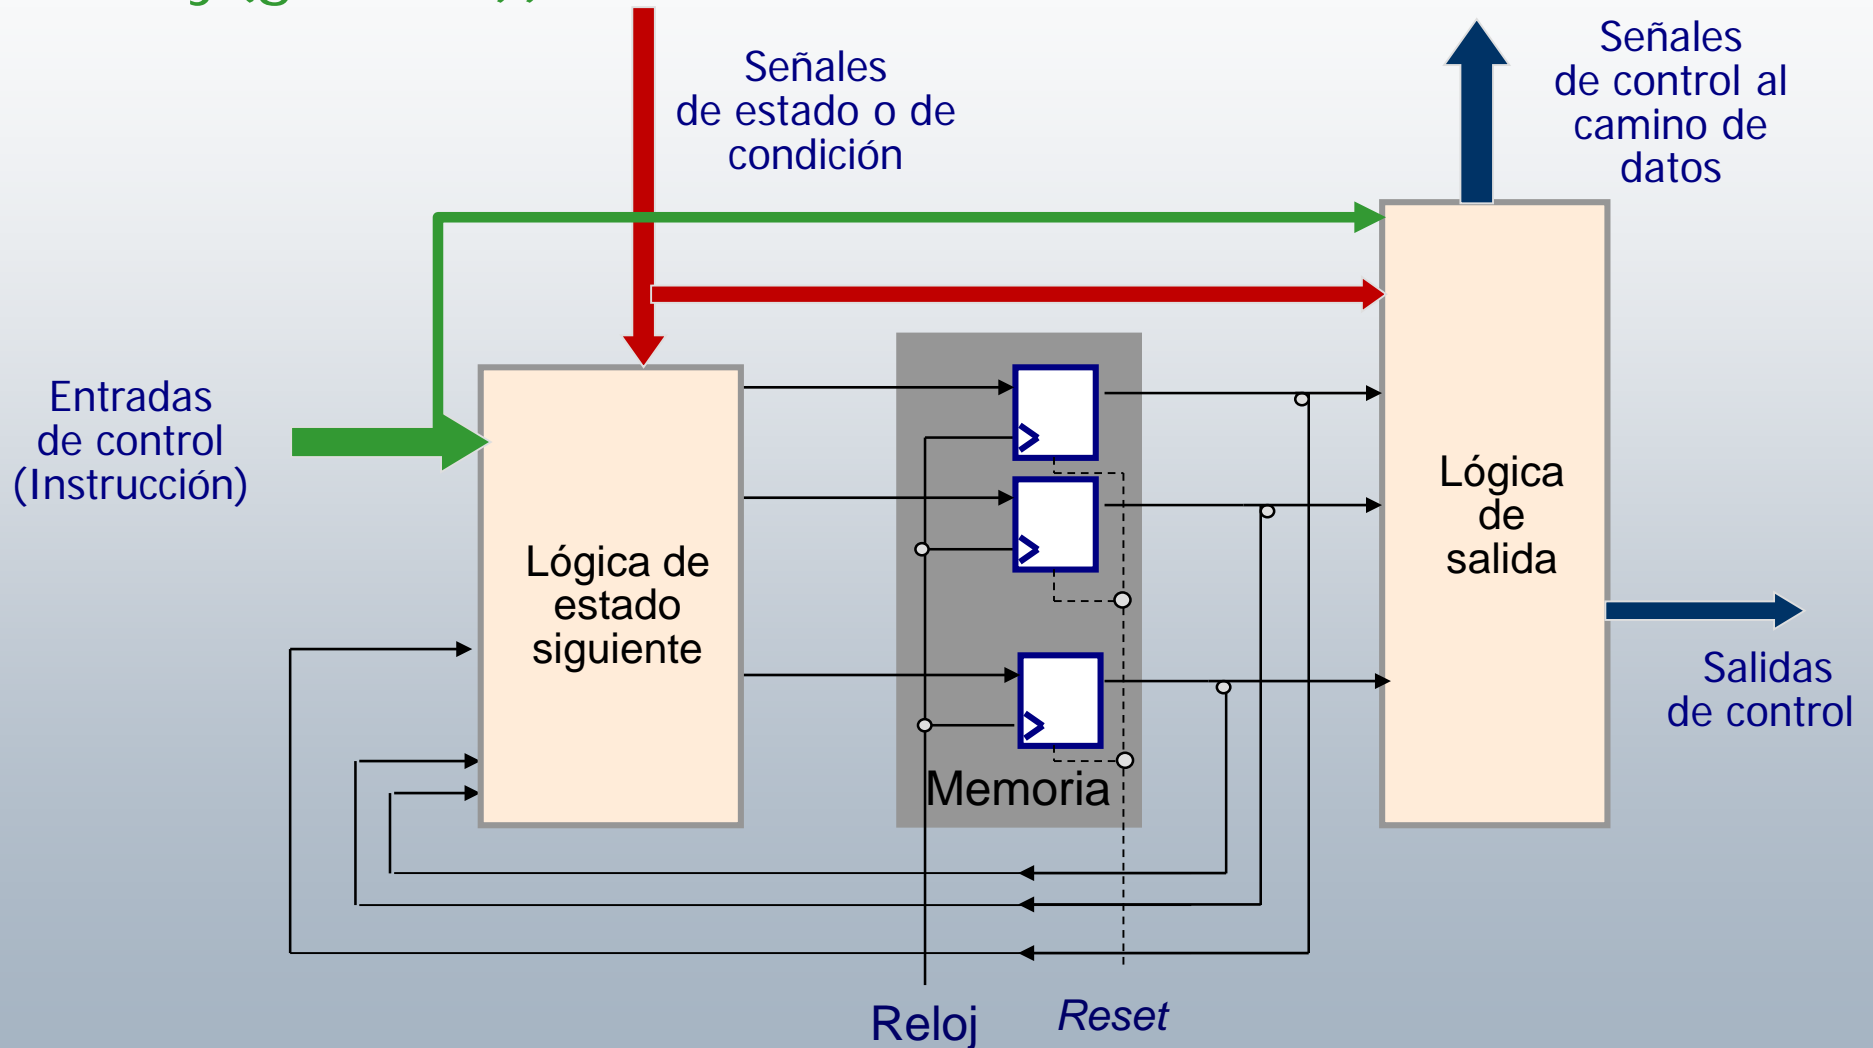 Señales
de estado o de
condición
Señales
de control al
camino de
datos
Entradas
de control
(Instrucción)
Lógica de
estado
siguiente
Memoria
Lógica
de
salida
Salidas
de control
Reloj
Reset